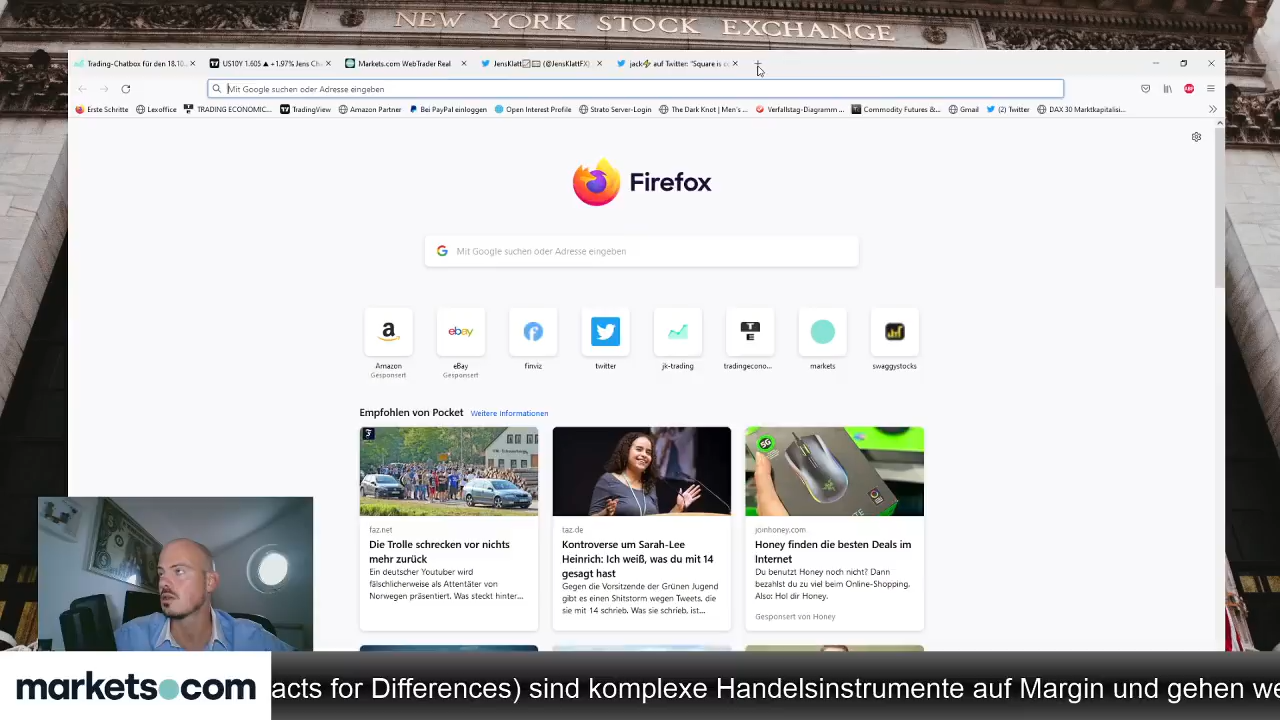 NEW YORK STOCK EXCHANGE
Trading-Chatbox für den 18.10...
US10Y 1.605 ▲ +1.97% Jens Ch...
Markets.com WebTrader Real
JensKlatt (@JensKlattFX)
jack⚡ auf Twitter: "Square is c
Mit Google suchen oder Adresse eingeben
Erste Schritte
Lexoffice
TRADING ECONOMIC...
TradingView
Amazon Partner
Bei PayPal einloggen
Open Interest Profile
Strato Server-Login
The Dark Knot | Men's ...
Verfallstag-Diagramm ...
Commodity Futures &...
Gmail
(2) Twitter
DAX 30 Marktkapitalisi...
Firefox
Mit Google suchen oder Adresse eingeben
Amazon
Gesponsert
ebay
eBay
Gesponsert
finviz
twitter
jk-trading
TE
tradingecono...
markets
swaggystocks
Empfohlen von Pocket Weitere Informationen
faz.net
Die Trolle schrecken vor nichts
mehr zurück
Ein deutscher Youtuber wird
fälschlicherweise als Attentäter von
Norwegen präsentiert. Was steckt hinter...
taz.de
Kontroverse um Sarah-Lee
Heinrich: Ich weiß, was du mit 14
gesagt hast
Gegen die Vorsitzende der Grünen Jugend
gibt es einen Shitstorm wegen Tweets, die
sie mit 14 schrieb. Was sie schrieb, ist...
joinhoney.com
Honey finden die besten Deals im
Internet
Du benutzt Honey noch nicht? Dann
bezahlst du zu viel beim Online-Shopping.
Also: Hol dir Honey.
Gesponsert von Honey
markets.com
acts for Differences) sind komplexe Handelsinstrumente auf Margin und gehen we